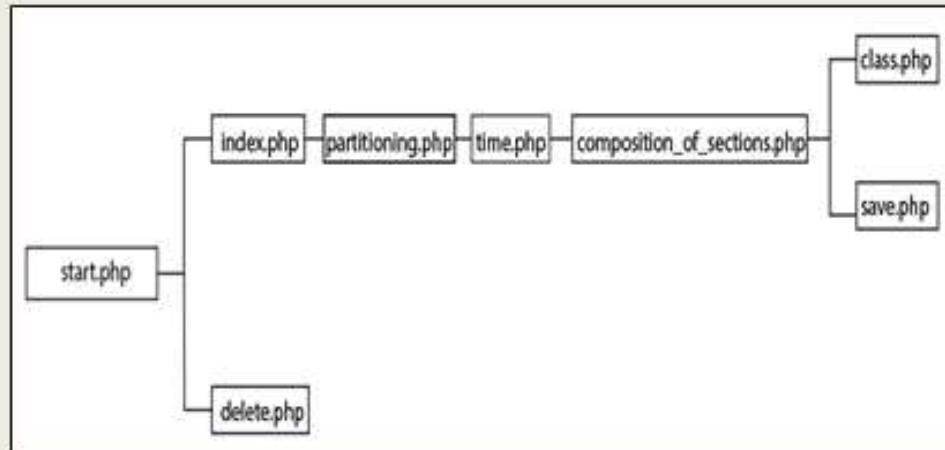 class.php
index.php
partitioning.php
time.php
composition_of_sections.php
save.php
start.php
delete.php